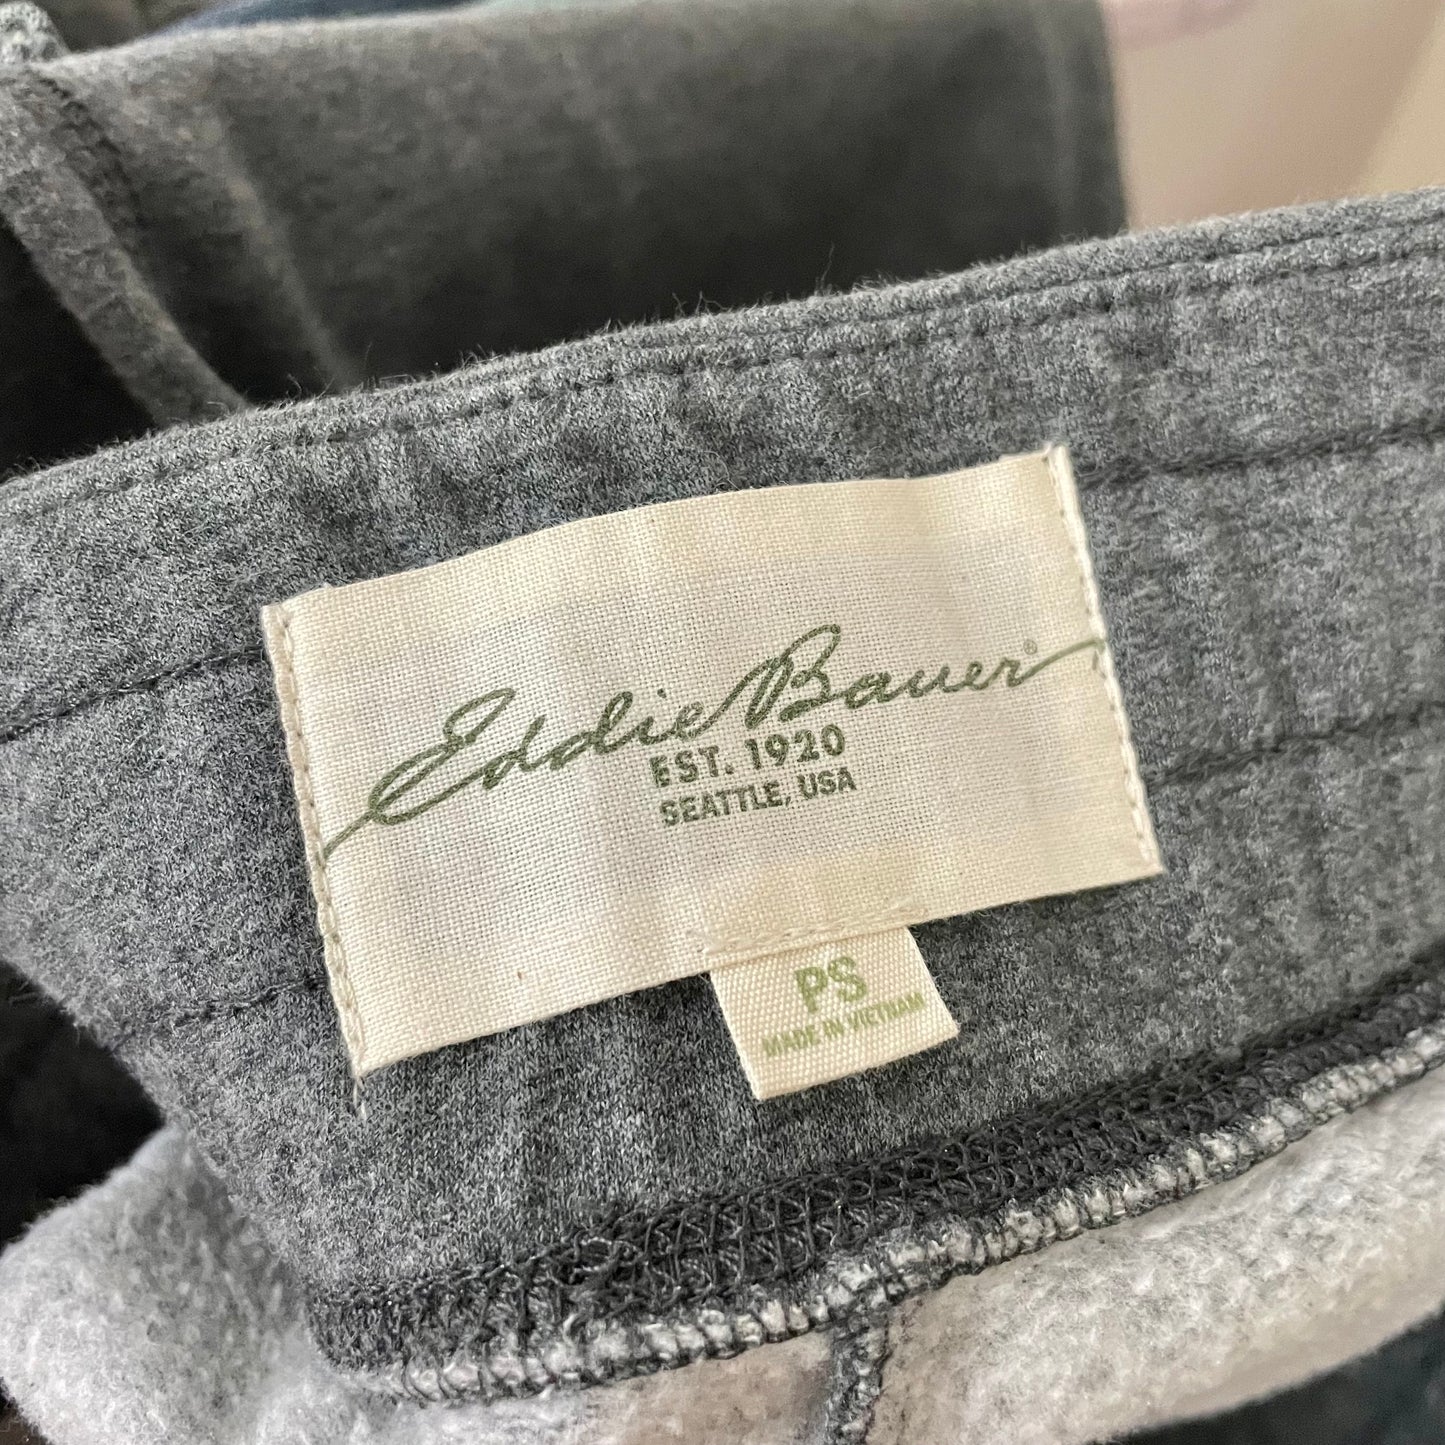 Eddie Bauer®
EST. 1920
SEATTLE, USA
PS
MADE IN VIETNAM